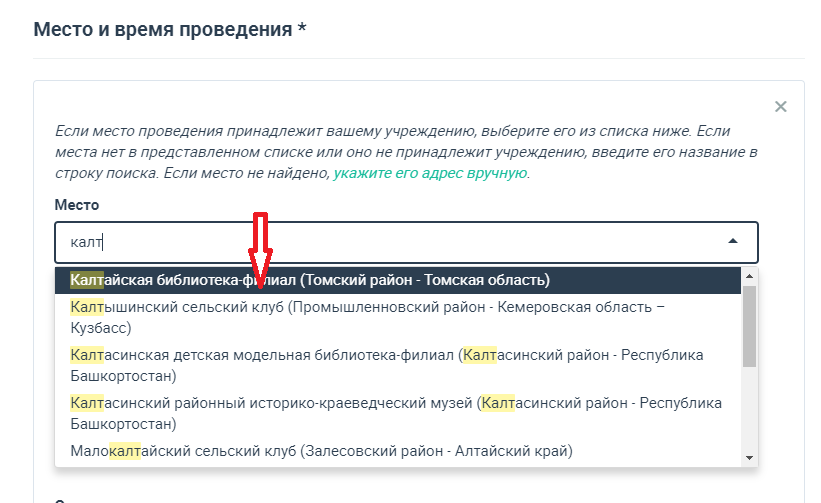 Место и время проведения *
Если место проведения принадлежит вашему учреждению, выберите его из списка ниже. Если
места нет в представленном списке или оно не принадлежит учреждению, введите его название в
строку поиска. Если место не найдено, укажите его адрес вручную.
Место
калт
Калтайская библиотека-филиал (Томский район - Томская область)
Калтышинский сельский клуб (Промышленновский район - Кемеровская область –
Кузбасс)
Калтасинская детская модельная библиотека-филиал (Калтасинский район - Республика
Башкортостан)
Калтасинский районный историко-краеведческий музей (Калтасинский район - Республика
Башкортостан)
Малокалтайский сельский клуб (Залесовский район - Алтайский край)